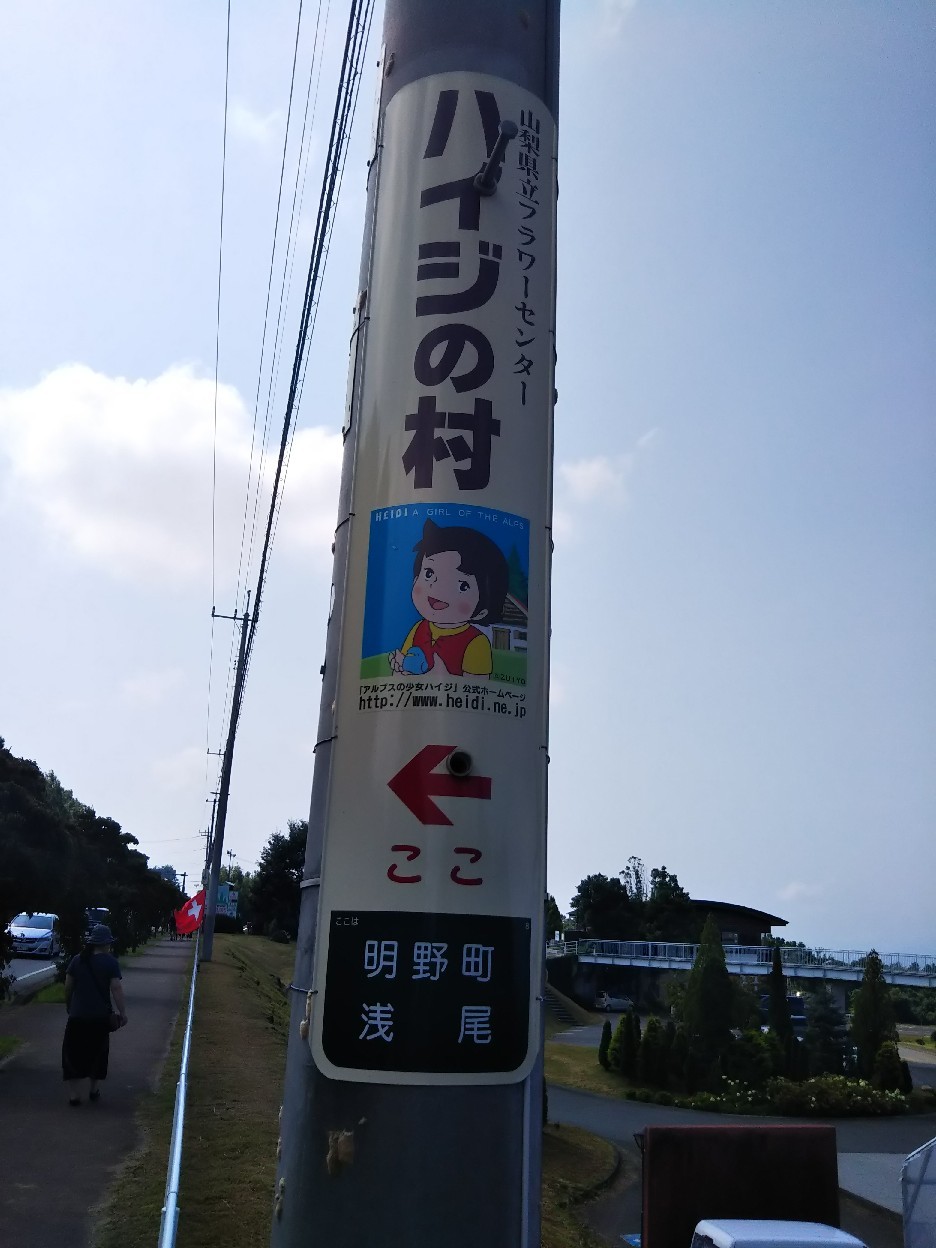 山梨県立フラワーセンター
ハイジの村
HEIDI A GIRL OF THE ALPS
©ZUIYO
「アルプスの少女ハイジ」公式ホームページ
http://www.heidi.ne.jp
ここ
ここは
明野町
浅尾